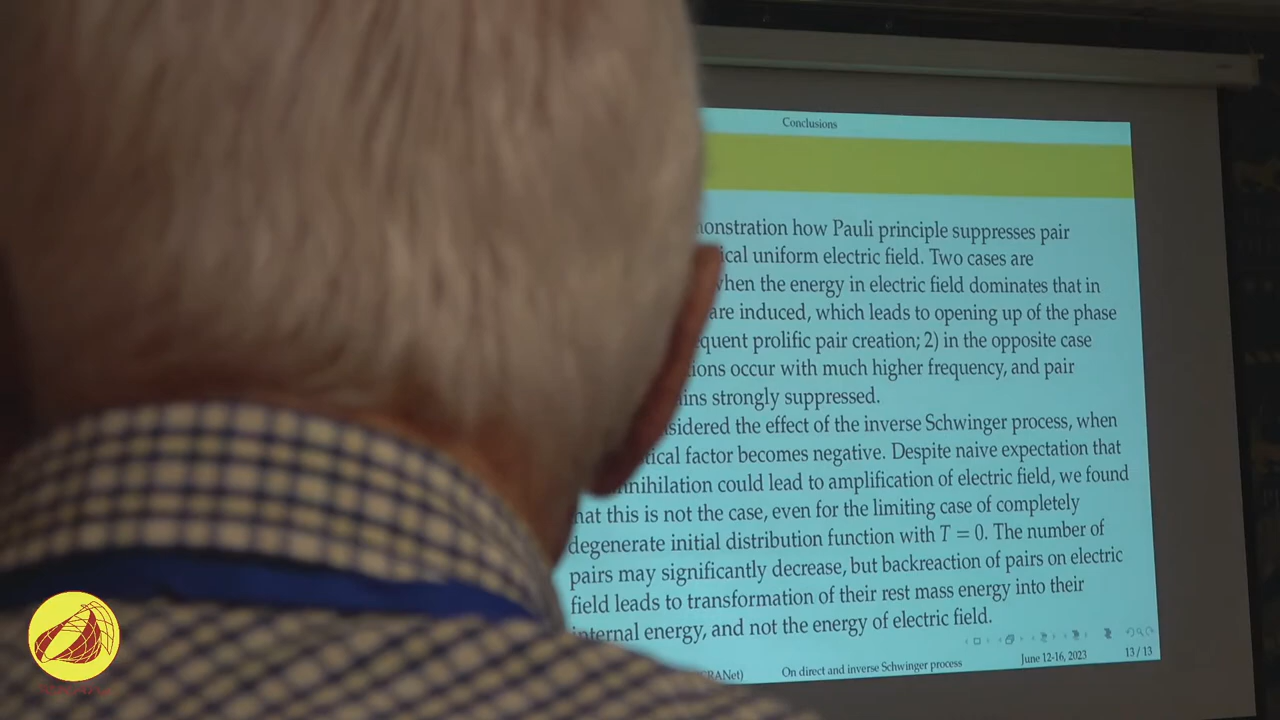 Conclusions
onstration how Pauli principle suppresses pair
ical uniform electric field. Two cases are
when the energy in electric field dominates that in
are induced, which leads to opening up of the phase
quent prolific pair creation; 2) in the opposite case
ions occur with much higher frequency, and pair
ins strongly suppressed.
sidered the effect of the inverse Schwinger process, when
tical factor becomes negative. Despite naive expectation that
nnihilation could lead to amplification of electric field, we found
hat this is not the case, even for the limiting case of completely
degenerate initial distribution function with T = 0. The number of
pairs may significantly decrease, but backreaction of pairs on electric
field leads to transformation of their rest mass energy into their
internal energy, and not the energy of electric field.
RANet) On direct and inverse Schwinger process June 12-16, 2023 13 / 13